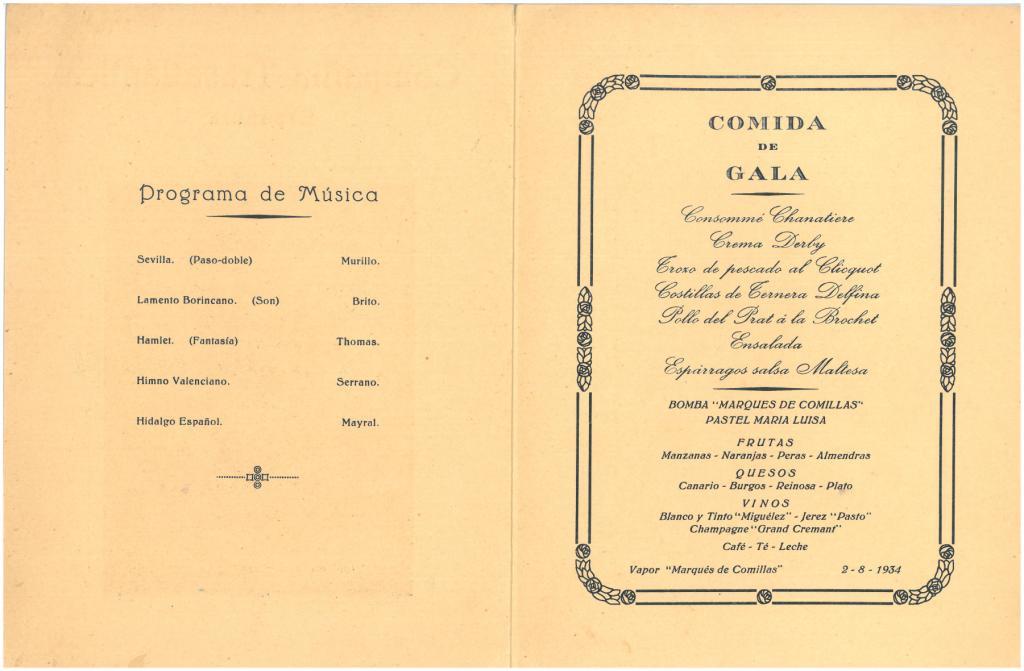 Programa de Música
Sevilla. (Paso-doble) Murillo.
Lamento Borincano. (Son) Brito.
Hamlet. (Fantasía) Thomas.
Himno Valenciano. Serrano.
Hidalgo Español. Mayral.
COMIDA
DE
GALA
Consommé Chanatiere
Crema Derby
Trozo de pescado al Clicquot
Costillas de Ternera Delfina
Pollo del Prat á la Brochet
Ensalada
Espárragos salsa Maltesa
BOMBA "MARQUES DE COMILLAS"
PASTEL MARIA LUISA
FRUTAS
Manzanas - Naranjas - Peras - Almendras
QUESOS
Canario - Burgos - Reinosa - Plato
VINOS
Blanco y Tinto "Miguélez" - Jerez "Pasto"
Champagne "Grand Cremant"
Café - Té - Leche
Vapor "Marqués de Comillas" 2 - 8 - 1934